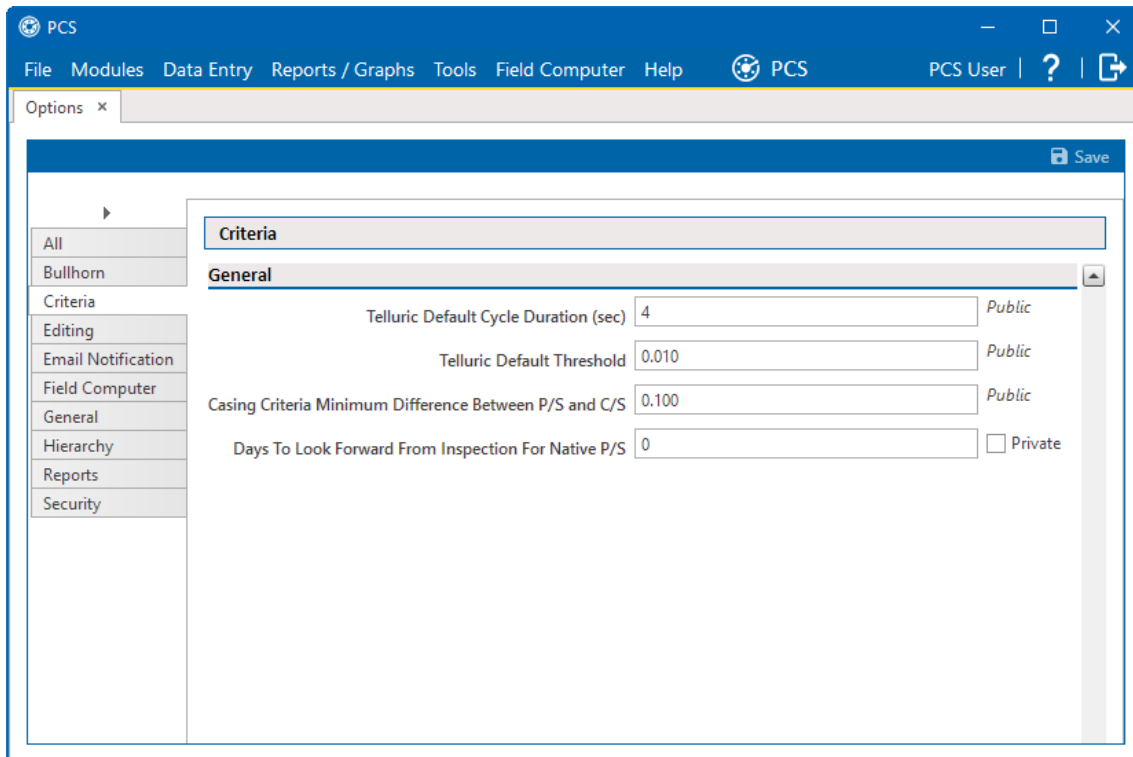 PCS
File Modules Data Entry Reports / Graphs Tools Field Computer Help PCS PCS User | ? |
Options ×
Save
All
Bullhorn
Criteria
Editing
Email Notification
Field Computer
General
Hierarchy
Reports
Security
Criteria
General
Telluric Default Cycle Duration (sec) 4 Public
Telluric Default Threshold 0.010 Public
Casing Criteria Minimum Difference Between P/S and C/S 0.100 Public
Days To Look Forward From Inspection For Native P/S 0 Private